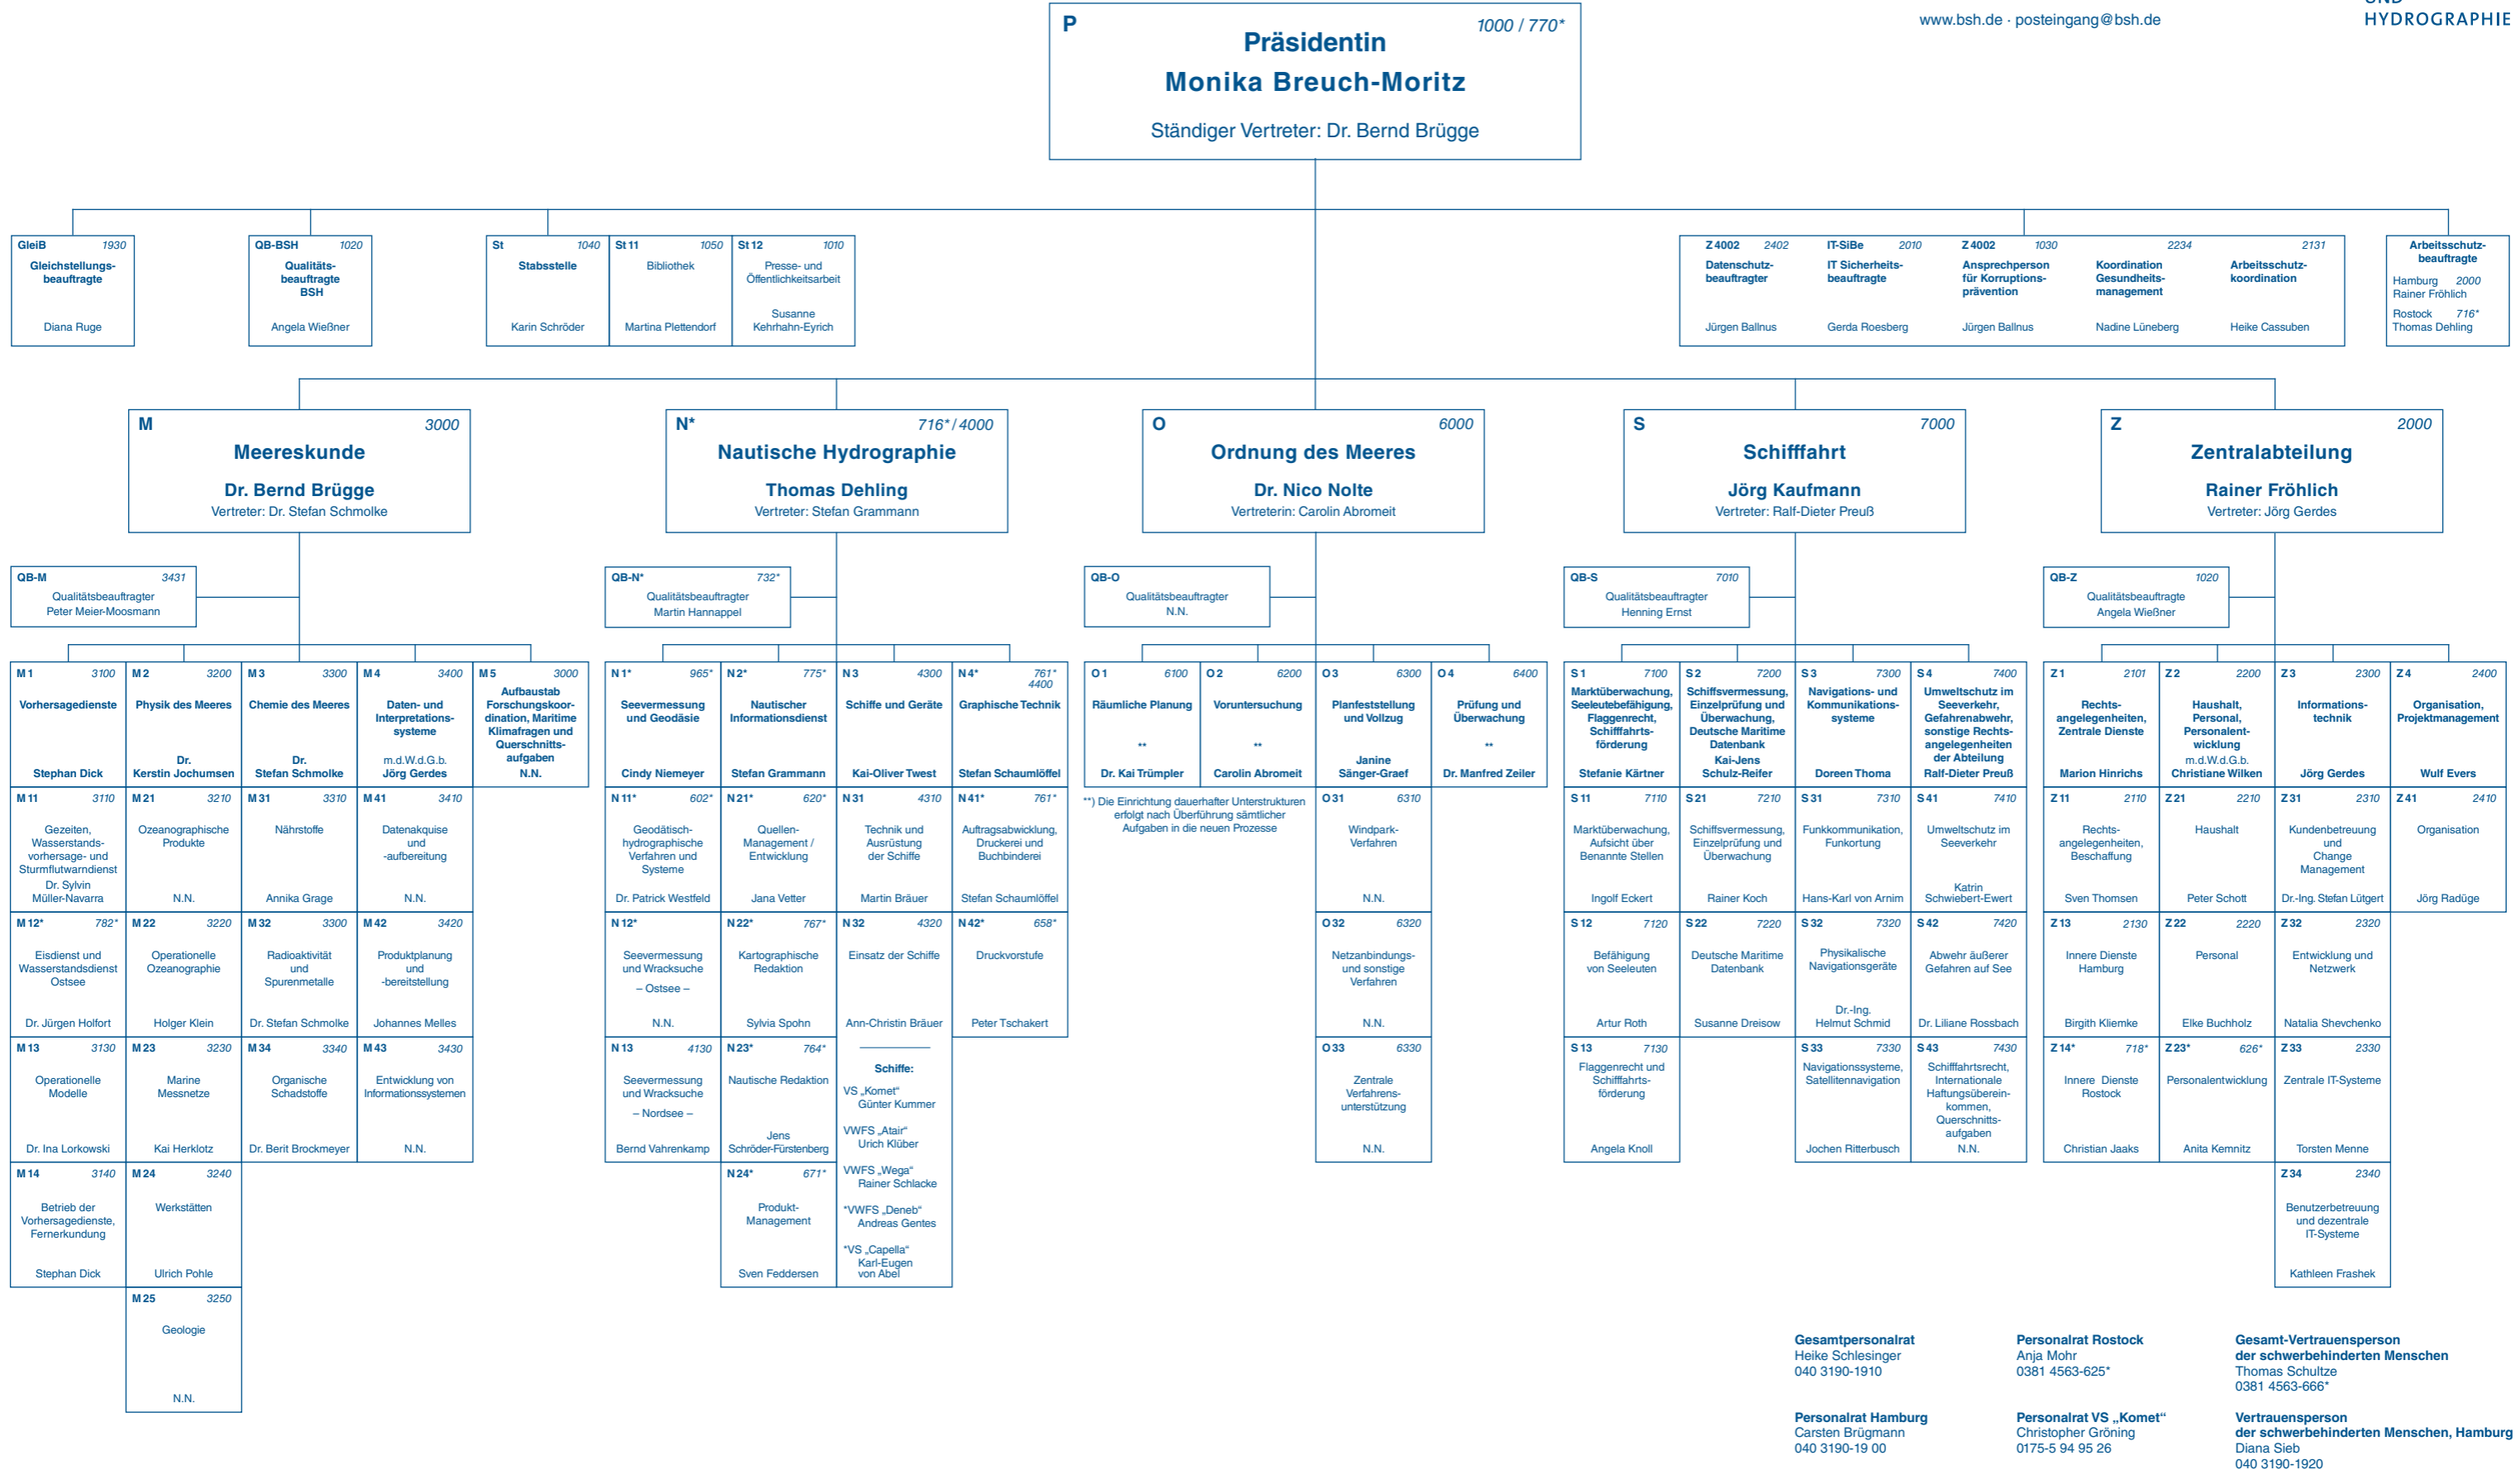 P 1000 / 770*
Präsidentin
Monika Breuch-Moritz
Ständiger Vertreter: Dr. Bernd Brügge
www.bsh.de · posteingang@bsh.de
UND
HYDROGRAPHIE
GleiB 1930
Gleichstellungs-
beauftragte
Diana Ruge
QB-BSH 1020
Qualitäts-
beauftragte
BSH
Angela Wießner
St 1040
Stabsstelle
Karin Schröder
St 11 1050
Bibliothek
Martina Plettendorf
St 12 1010
Presse- und
Öffentlichkeitsarbeit
Susanne
Kehrhahn-Eyrich
Z 4002 2402
Datenschutz-
beauftragter
Jürgen Ballnus
IT-SiBe 2010
IT Sicherheits-
beauftragte
Gerda Roesberg
Z 4002 1030
Ansprechperson
für Korruptions-
prävention
Jürgen Ballnus
2234
Koordination
Gesundheits-
management
Nadine Lüneberg
2131
Arbeitsschutz-
koordination
Heike Cassuben
Arbeitsschutz-
beauftragte
Hamburg 2000
Rainer Fröhlich
Rostock 716*
Thomas Dehling
M 3000
Meereskunde
Dr. Bernd Brügge
Vertreter: Dr. Stefan Schmolke
N* 716* / 4000
Nautische Hydrographie
Thomas Dehling
Vertreter: Stefan Grammann
O 6000
Ordnung des Meeres
Dr. Nico Nolte
Vertreterin: Carolin Abromeit
S 7000
Schifffahrt
Jörg Kaufmann
Vertreter: Ralf-Dieter Preuß
Z 2000
Zentralabteilung
Rainer Fröhlich
Vertreter: Jörg Gerdes
QB-M 3431
Qualitätsbeauftragter
Peter Meier-Moosmann
QB-N* 732*
Qualitätsbeauftragter
Martin Hannappel
QB-O
Qualitätsbeauftragter
N.N.
QB-S 7010
Qualitätsbeauftragter
Henning Ernst
QB-Z 1020
Qualitätsbeauftragte
Angela Wießner
M 1 3100
Vorhersagedienste
Stephan Dick
M 2 3200
Physik des Meeres
Dr.
Kerstin Jochumsen
M 3 3300
Chemie des Meeres
Dr.
Stefan Schmolke
M 4 3400
Daten- und
Interpretations-
systeme
m.d.W.d.G.b.
Jörg Gerdes
M 5 3000
Aufbaustab
Forschungskoor-
dination, Maritime
Klimafragen und
Querschnitts-
aufgaben
N.N.
N 1* 965*
Seevermessung
und Geodäsie
Cindy Niemeyer
N 2* 775*
Nautischer
Informationsdienst
Stefan Grammann
N 3 4300
Schiffe und Geräte
Kai-Oliver Twest
N 4* 761*
4400
Graphische Technik
Stefan Schaumlöffel
O 1 6100
Räumliche Planung
**
Dr. Kai Trümpler
O 2 6200
Voruntersuchung
**
Carolin Abromeit
O 3 6300
Planfeststellung
und Vollzug
Janine
Sänger-Graef
O 4 6400
Prüfung und
Überwachung
**
Dr. Manfred Zeiler
S 1 7100
Marktüberwachung,
Seeleutebefähigung,
Flaggenrecht,
Schifffahrts-
förderung
Stefanie Kärtner
S 2 7200
Schiffsvermessung,
Einzelprüfung und
Überwachung,
Deutsche Maritime
Datenbank
Kai-Jens
Schulz-Reifer
S 3 7300
Navigations- und
Kommunikations-
systeme
Doreen Thoma
S 4 7400
Umweltschutz im
Seeverkehr,
Gefahrenabwehr,
sonstige Rechts-
angelegenheiten
der Abteilung
Ralf-Dieter Preuß
Z 1 2101
Rechts-
angelegenheiten,
Zentrale Dienste
Marion Hinrichs
Z 2 2200
Haushalt,
Personal,
Personalent-
wicklung
m.d.W.d.G.b.
Christiane Wilken
Z 3 2300
Informations-
technik
Jörg Gerdes
Z 4 2400
Organisation,
Projektmanagement
Wulf Evers
M 11 3110
Gezeiten,
Wasserstands-
vorhersage- und
Sturmflutwarndienst
Dr. Sylvin
Müller-Navarra
M 21 3210
Ozeanographische
Produkte
N.N.
M 31 3310
Nährstoffe
Annika Grage
M 41 3410
Datenakquise
und
-aufbereitung
N.N.
N 11* 602*
Geodätisch-
hydrographische
Verfahren und
Systeme
Dr. Patrick Westfeld
N 21* 620*
Quellen-
Management /
Entwicklung
Jana Vetter
N 31 4310
Technik und
Ausrüstung
der Schiffe
Martin Bräuer
N 41* 761*
Auftragsabwicklung,
Druckerei und
Buchbinderei
Stefan Schaumlöffel
**) Die Einrichtung dauerhafter Unterstrukturen
erfolgt nach Überführung sämtlicher
Aufgaben in die neuen Prozesse
O 31 6310
Windpark-
Verfahren
N.N.
S 11 7110
Marktüberwachung,
Aufsicht über
Benannte Stellen
Ingolf Eckert
S 21 7210
Schiffsvermessung,
Einzelprüfung und
Überwachung
Rainer Koch
S 31 7310
Funkkommunikation,
Funkortung
Hans-Karl von Arnim
S 41 7410
Umweltschutz im
Seeverkehr
Katrin
Schwiebert-Ewert
Z 11 2110
Rechts-
angelegenheiten,
Beschaffung
Sven Thomsen
Z 21 2210
Haushalt
Peter Schott
Z 31 2310
Kundenbetreuung
und
Change
Management
Dr.-Ing. Stefan Lütgert
Z 41 2410
Organisation
Jörg Radüge
M 12* 782*
Eisdienst und
Wasserstandsdienst
Ostsee
Dr. Jürgen Holfort
M 22 3220
Operationelle
Ozeanographie
Holger Klein
M 32 3300
Radioaktivität
und
Spurenmetalle
Dr. Stefan Schmolke
M 42 3420
Produktplanung
und
-bereitstellung
Johannes Melles
N 12*
Seevermessung
und Wracksuche
– Ostsee –
N.N.
N 22* 767*
Kartographische
Redaktion
Sylvia Spohn
N 32 4320
Einsatz der Schiffe
Ann-Christin Bräuer
N 42* 658*
Druckvorstufe
Peter Tschakert
O 32 6320
Netzanbindungs-
und sonstige
Verfahren
N.N.
S 12 7120
Befähigung
von Seeleuten
Artur Roth
S 22 7220
Deutsche Maritime
Datenbank
Susanne Dreisow
S 32 7320
Physikalische
Navigationsgeräte
Dr.-Ing.
Helmut Schmid
S 42 7420
Abwehr äußerer
Gefahren auf See
Dr. Liliane Rossbach
Z 13 2130
Innere Dienste
Hamburg
Birgith Kliemke
Z 22 2220
Personal
Elke Buchholz
Z 32 2320
Entwicklung und
Netzwerk
Natalia Shevchenko
M 13 3130
Operationelle
Modelle
Dr. Ina Lorkowski
M 23 3230
Marine
Messnetze
Kai Herklotz
M 34 3340
Organische
Schadstoffe
Dr. Berit Brockmeyer
M 43 3430
Entwicklung von
Informationssystemen
N.N.
N 13 4130
Seevermessung
und Wracksuche
– Nordsee –
Bernd Vahrenkamp
N 23* 764*
Nautische Redaktion
Jens
Schröder-Fürstenberg
Schiffe:
VS „Komet“
Günter Kummer
VWFS „Atair“
Urich Klüber
VWFS „Wega“
Rainer Schlacke
*VWFS „Deneb“
Andreas Gentes
*VS „Capella“
Karl-Eugen
von Abel
O 33 6330
Zentrale
Verfahrens-
unterstützung
N.N.
S 13 7130
Flaggenrecht und
Schifffahrts-
förderung
Angela Knoll
S 33 7330
Navigationssysteme,
Satellitennavigation
Jochen Ritterbusch
S 43 7430
Schifffahrtsrecht,
Internationale
Haftungsüberein-
kommen,
Querschnitts-
aufgaben
N.N.
Z 14* 718*
Innere Dienste
Rostock
Christian Jaaks
Z 23* 626*
Personalentwicklung
Anita Kemnitz
Z 33 2330
Zentrale IT-Systeme
Torsten Menne
M 14 3140
Betrieb der
Vorhersagedienste,
Fernerkundung
Stephan Dick
M 24 3240
Werkstätten
Ulrich Pohle
N 24* 671*
Produkt-
Management
Sven Feddersen
Z 34 2340
Benutzerbetreuung
und dezentrale
IT-Systeme
Kathleen Frashek
M 25 3250
Geologie
N.N.
Gesamtpersonalrat
Heike Schlesinger
040 3190-1910
Personalrat Rostock
Anja Mohr
0381 4563-625*
Gesamt-Vertrauensperson
der schwerbehinderten Menschen
Thomas Schultze
0381 4563-666*
Personalrat Hamburg
Carsten Brügmann
040 3190-19 00
Personalrat VS „Komet“
Christopher Gröning
0175-5 94 95 26
Vertrauensperson
der schwerbehinderten Menschen, Hamburg
Diana Sieb
040 3190-1920